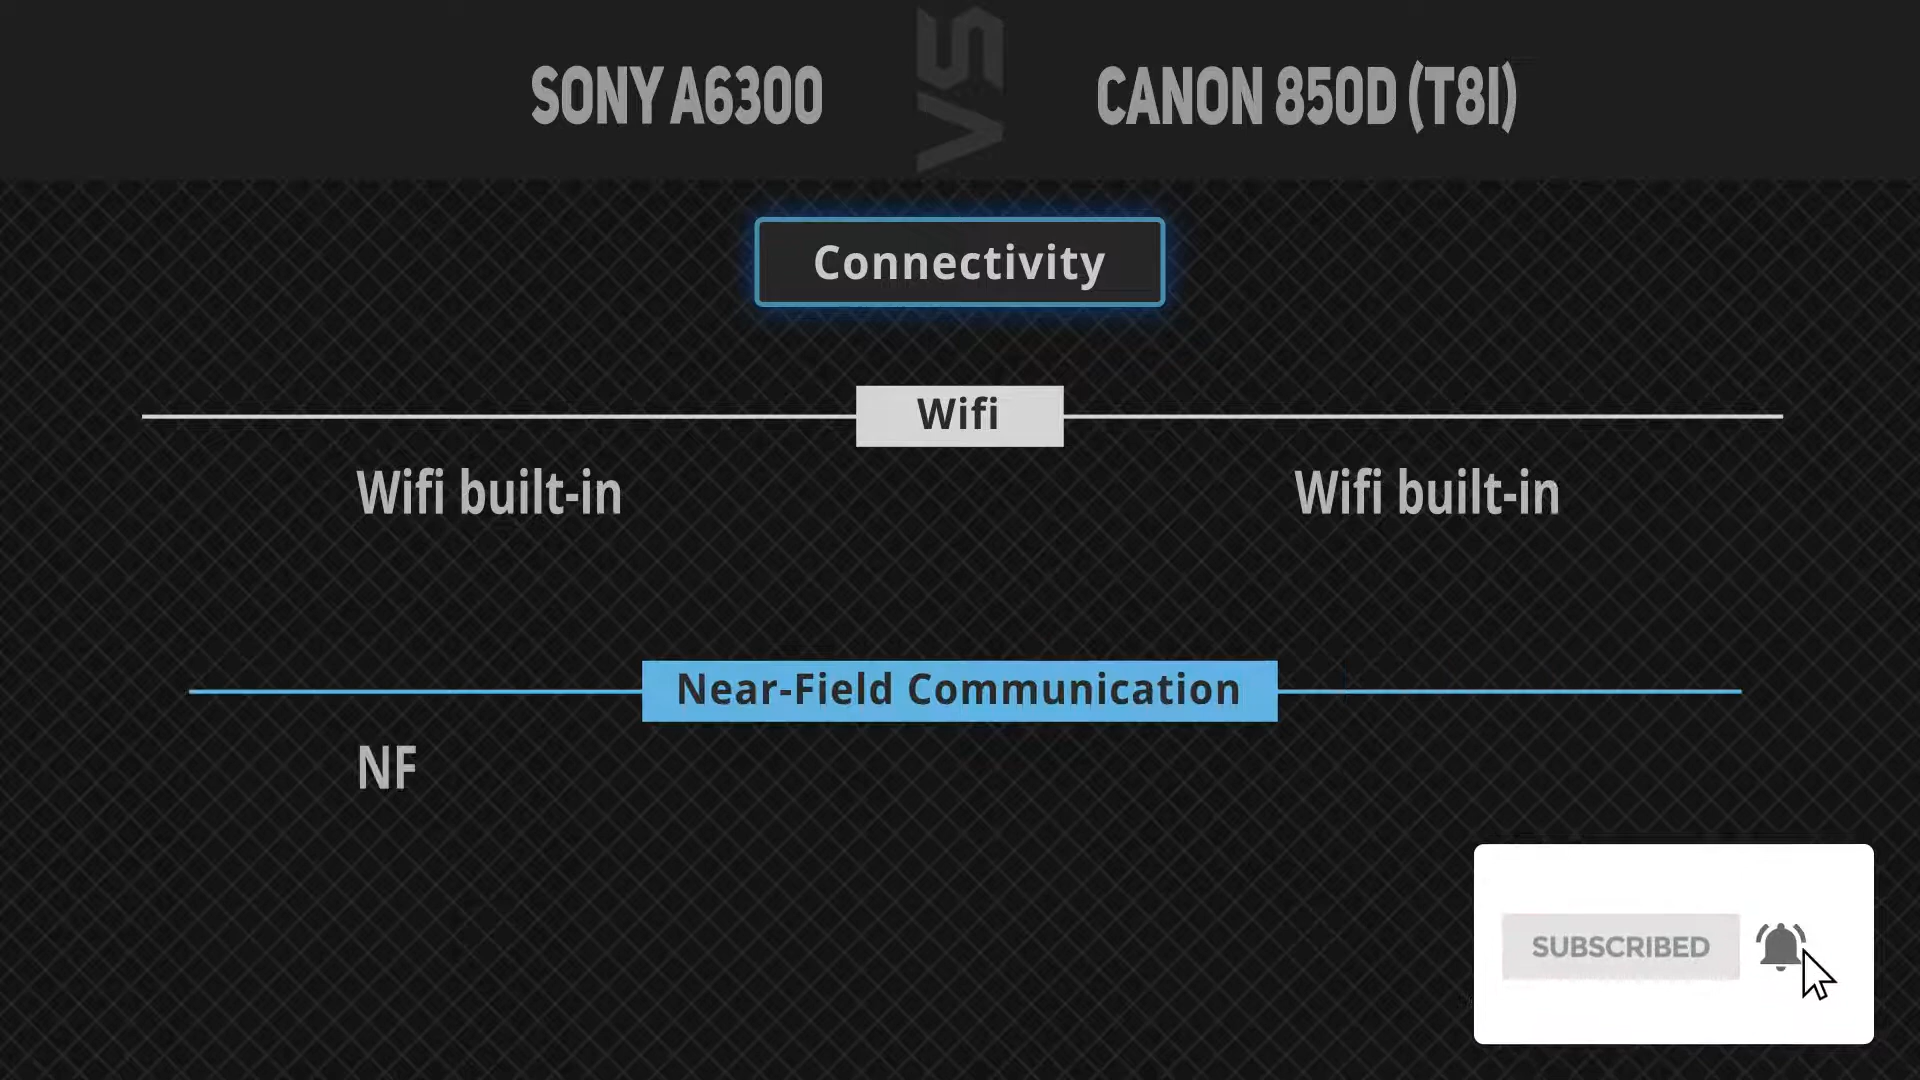 SONY A6300
VS
CANON 850D (T8I)
Connectivity
Wifi
Wifi built-in
Wifi built-in
Near-Field Communication
NF
SUBSCRIBED